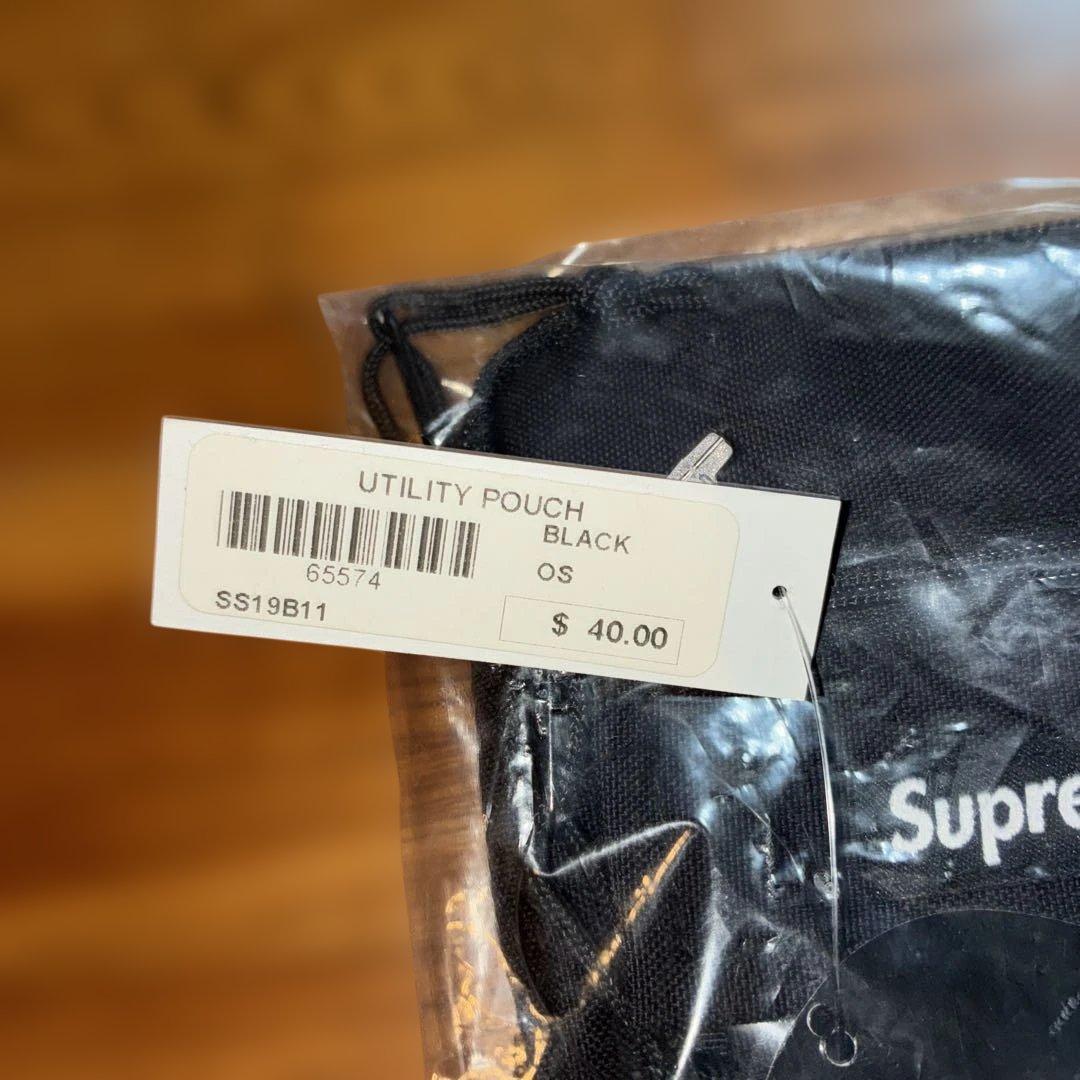 UTILITY POUCH
BLACK
65574
OS
SS19B11
$ 40.00
Supre